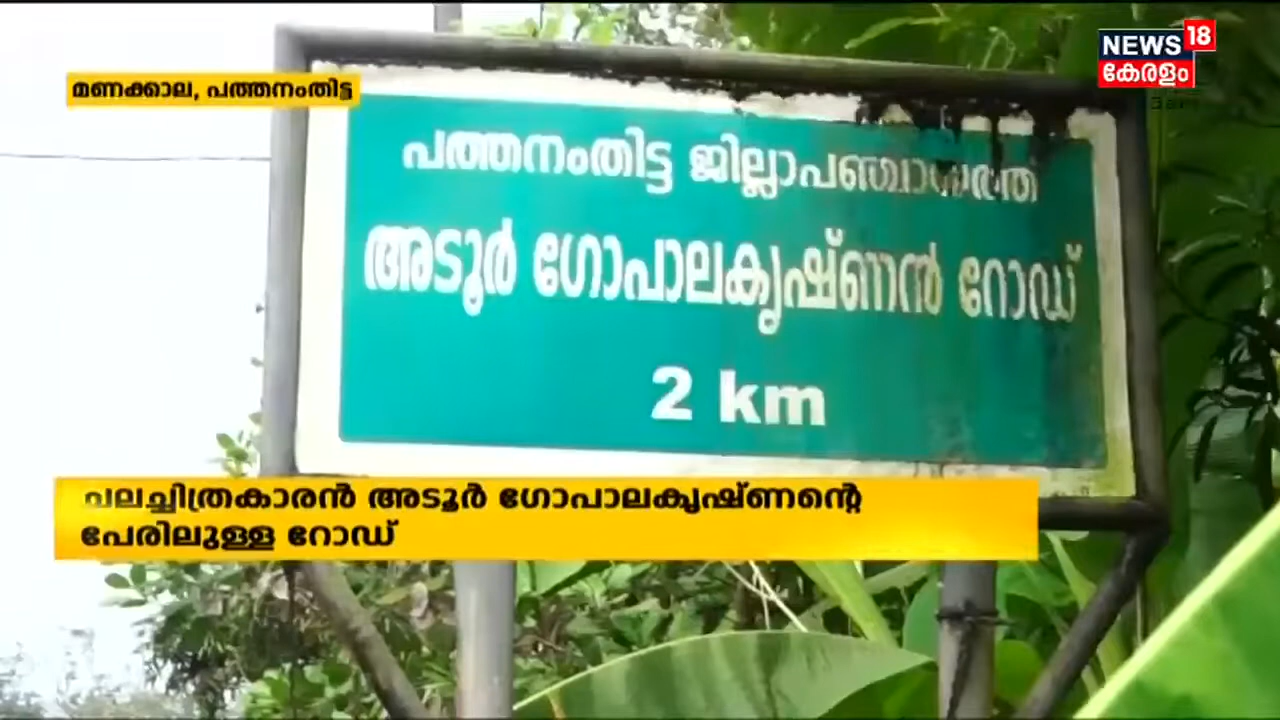 NEWS 18
കേരളം
മണക്കാല, പത്തനംതിട്ട
പത്തനംതിട്ട ജില്ലാപഞ്ചായത്ത്
അടൂർ ഗോപാലകൃഷ്ണൻ റോഡ്
2 km
ചലച്ചിത്രകാരൻ അടൂർ ഗോപാലകൃഷ്ണന്റെ
പേരിലുള്ള റോഡ്